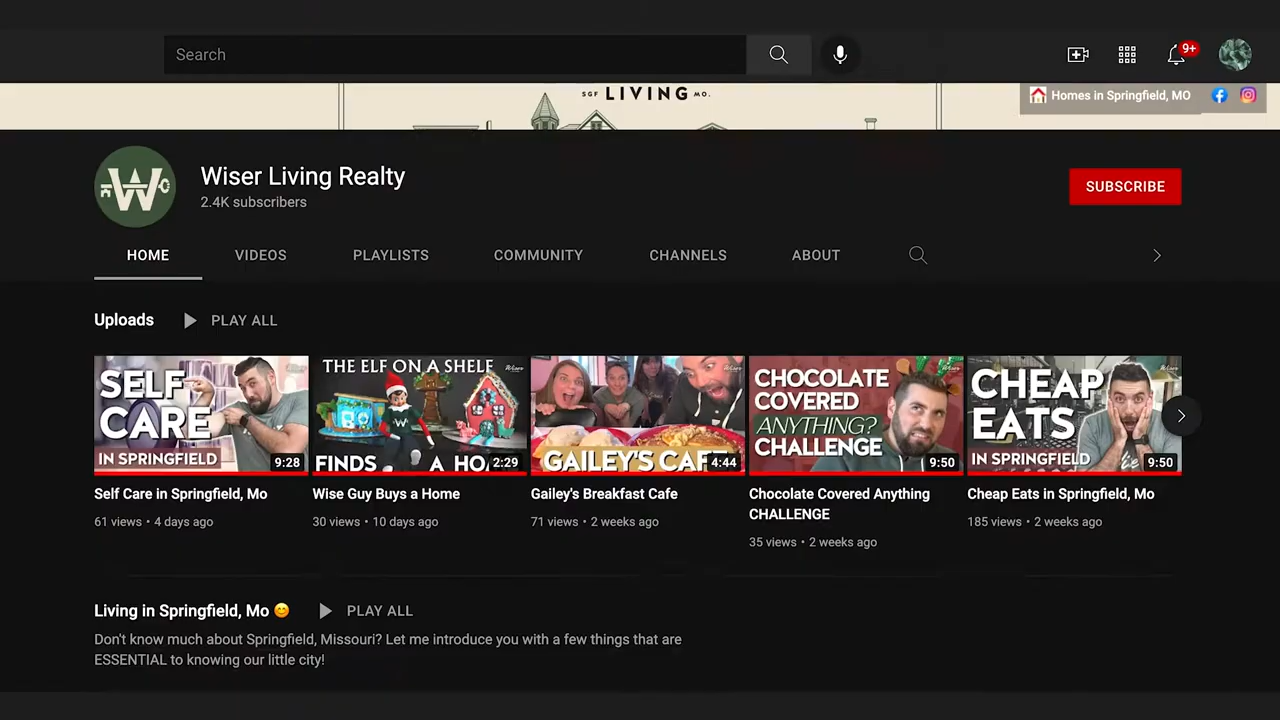 Search
9+
SGF LIVING MO.
Homes in Springfield, MO
W
Wiser Living Realty
2.4K subscribers
SUBSCRIBE
HOME VIDEOS PLAYLISTS COMMUNITY CHANNELS ABOUT
Uploads PLAY ALL
SELF
CARE
IN SPRINGFIELD
9:28
THE ELF ON A SHELF
FINDS A HO
2:29
GAILEY'S CAFE
4:44
CHOCOLATE
COVERED
ANYTHING?
CHALLENGE
9:50
CHEAP
EATS
IN SPRINGFIELD
9:50
Self Care in Springfield, Mo
61 views • 4 days ago
Wise Guy Buys a Home
30 views • 10 days ago
Gailey's Breakfast Cafe
71 views • 2 weeks ago
Chocolate Covered Anything
CHALLENGE
35 views • 2 weeks ago
Cheap Eats in Springfield, Mo
185 views • 2 weeks ago
Living in Springfield, Mo 😊 PLAY ALL
Don't know much about Springfield, Missouri? Let me introduce you with a few things that are
ESSENTIAL to knowing our little city!